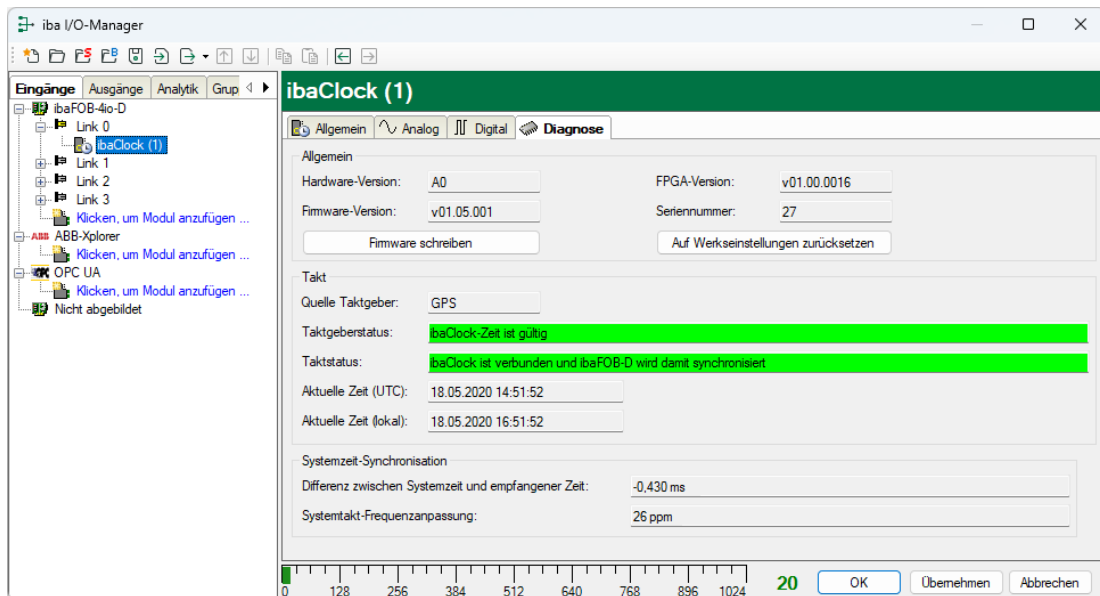 iba I/O-Manager
Eingänge Ausgänge Analytik Grup
ibaFOB-4io-D
Link 0
ibaClock (1)
Link 1
Link 2
Link 3
Klicken, um Modul anzufügen ...
ABB ABB-Xplorer
Klicken, um Modul anzufügen ...
OPC OPC UA
Klicken, um Modul anzufügen ...
Nicht abgebildet
ibaClock (1)
Allgemein Analog Digital Diagnose
Allgemein
Hardware-Version: A0 FPGA-Version: v01.00.0016
Firmware-Version: v01.05.001 Seriennummer: 27
Firmware schreiben Auf Werkseinstellungen zurücksetzen
Takt
Quelle Taktgeber: GPS
Taktgeberstatus: ibaClock-Zeit ist gültig
Taktstatus: ibaClock ist verbunden und ibaFOB-D wird damit synchronisiert
Aktuelle Zeit (UTC): 18.05.2020 14:51:52
Aktuelle Zeit (lokal): 18.05.2020 16:51:52
Systemzeit-Synchronisation
Differenz zwischen Systemzeit und empfangener Zeit: -0,430 ms
Systemtakt-Frequenzanpassung: 26 ppm
0 128 256 384 512 640 768 896 1024 20 OK Übernehmen Abbrechen